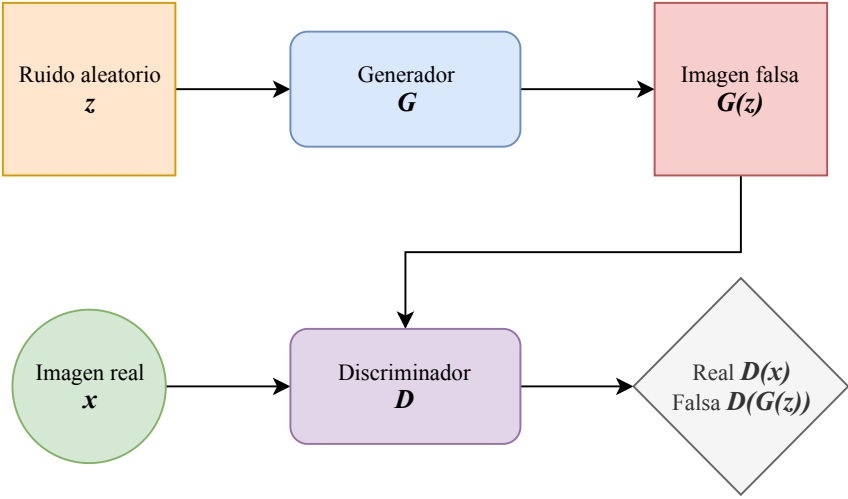 Ruido aleatorio
z
Generador
G
Imagen falsa
G(z)
Imagen real
x
Discriminador
D
Real D(x)
Falsa D(G(z))